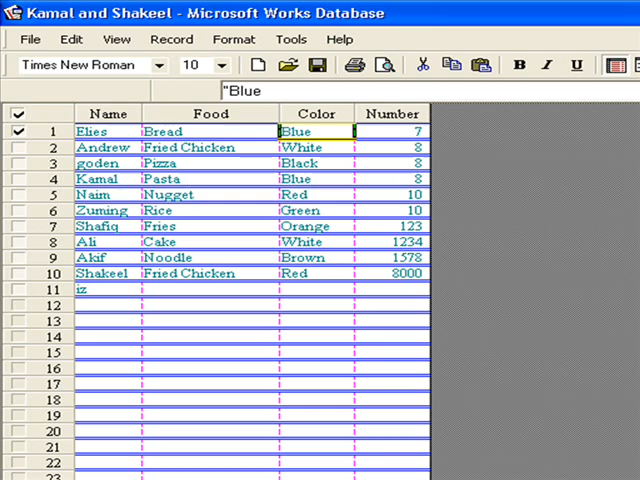 Kamal and Shakeel - Microsoft Works Database
File Edit View Record Format Tools Help
Times New Roman 10 B I U
"Blue
Name Food Color Number
1 Elies Bread Blue 7
2 Andrew Fried Chicken White 8
3 goden Pizza Black 8
4 Kamal Pasta Blue 8
5 Naim Nugget Red 10
6 Zuming Rice Green 10
7 Shafiq Fries Orange 123
8 Ali Cake White 1234
9 Akif Noodle Brown 1578
10 Shakeel Fried Chicken Red 8000
11 iz
12
13
14
15
16
17
18
19
20
21
22
23